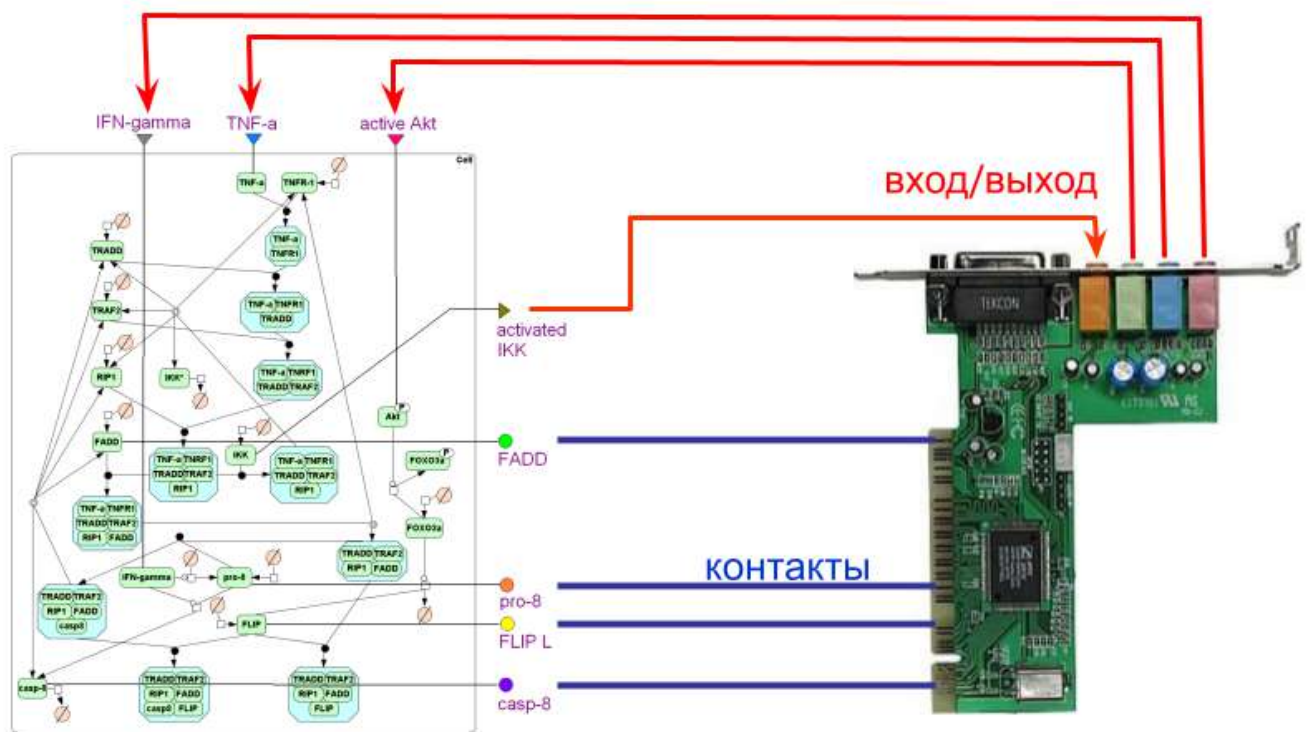 IFN-gamma TNF-a active Akt
Cell
вход/выход
TNF-a TNFR-1
TNF-a
TNFR1
TRADD
TNF-a TNFR1
TRADD
TRAF2
TEKCON
activated
IKK
TNF-a TNRF1
TRADD TRAF2
RIP1
IKK*
P
Akt
FADD
IKK
TNF-a TNRF1
TRADD TRAF2
RIP1
TNF-a TNFR1
TRADD TRAF2
RIP1
P
FOXO3a
FADD
TNF-a TNFR1
TRADD TRAF2
RIP1 FADD
FOXO3a
TRADD TRAF2
RIP1 FADD
IFN-gamma pro-8
контакты
pro-8
TRADD TRAF2
RIP1 FADD
casp8
FLIP
FLIP L
casp-8
TRADD TRAF2
RIP1 FADD
casp8 FLIP
TRADD TRAF2
RIP1 FADD
FLIP
casp-8